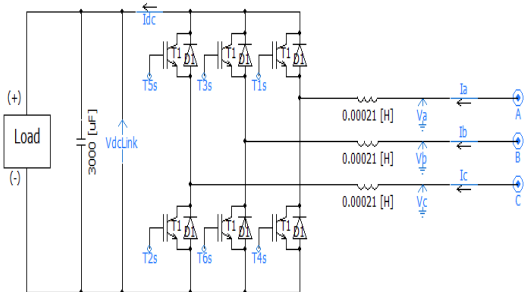 Idc
T1 D1 T1 D1 T1 D1
T5s T3s T1s
(+)
Load
(-)
3000 [uF]
VdcLink
0.00021 [H]
Va
Ia
A
0.00021 [H]
Vb
Ib
B
0.00021 [H]
Vc
Ic
C
T1 D1 T1 D1 T1 D1
T2s T6s T4s